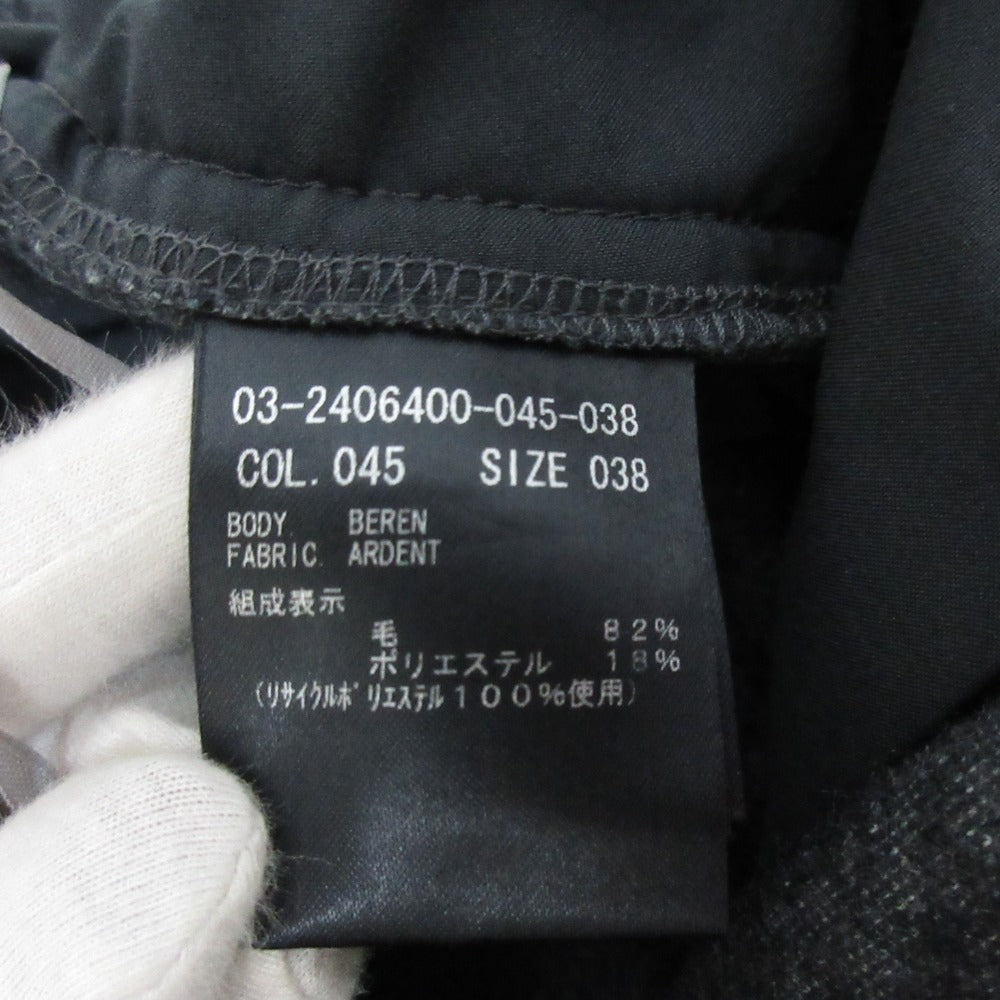 03-2406400-045-038
COL. 045 SIZE 038
BODY. BEREN
FABRIC. ARDENT
組成表示
毛 82%
ポリエステル 18%
(リサイクルポリエステル100%使用)